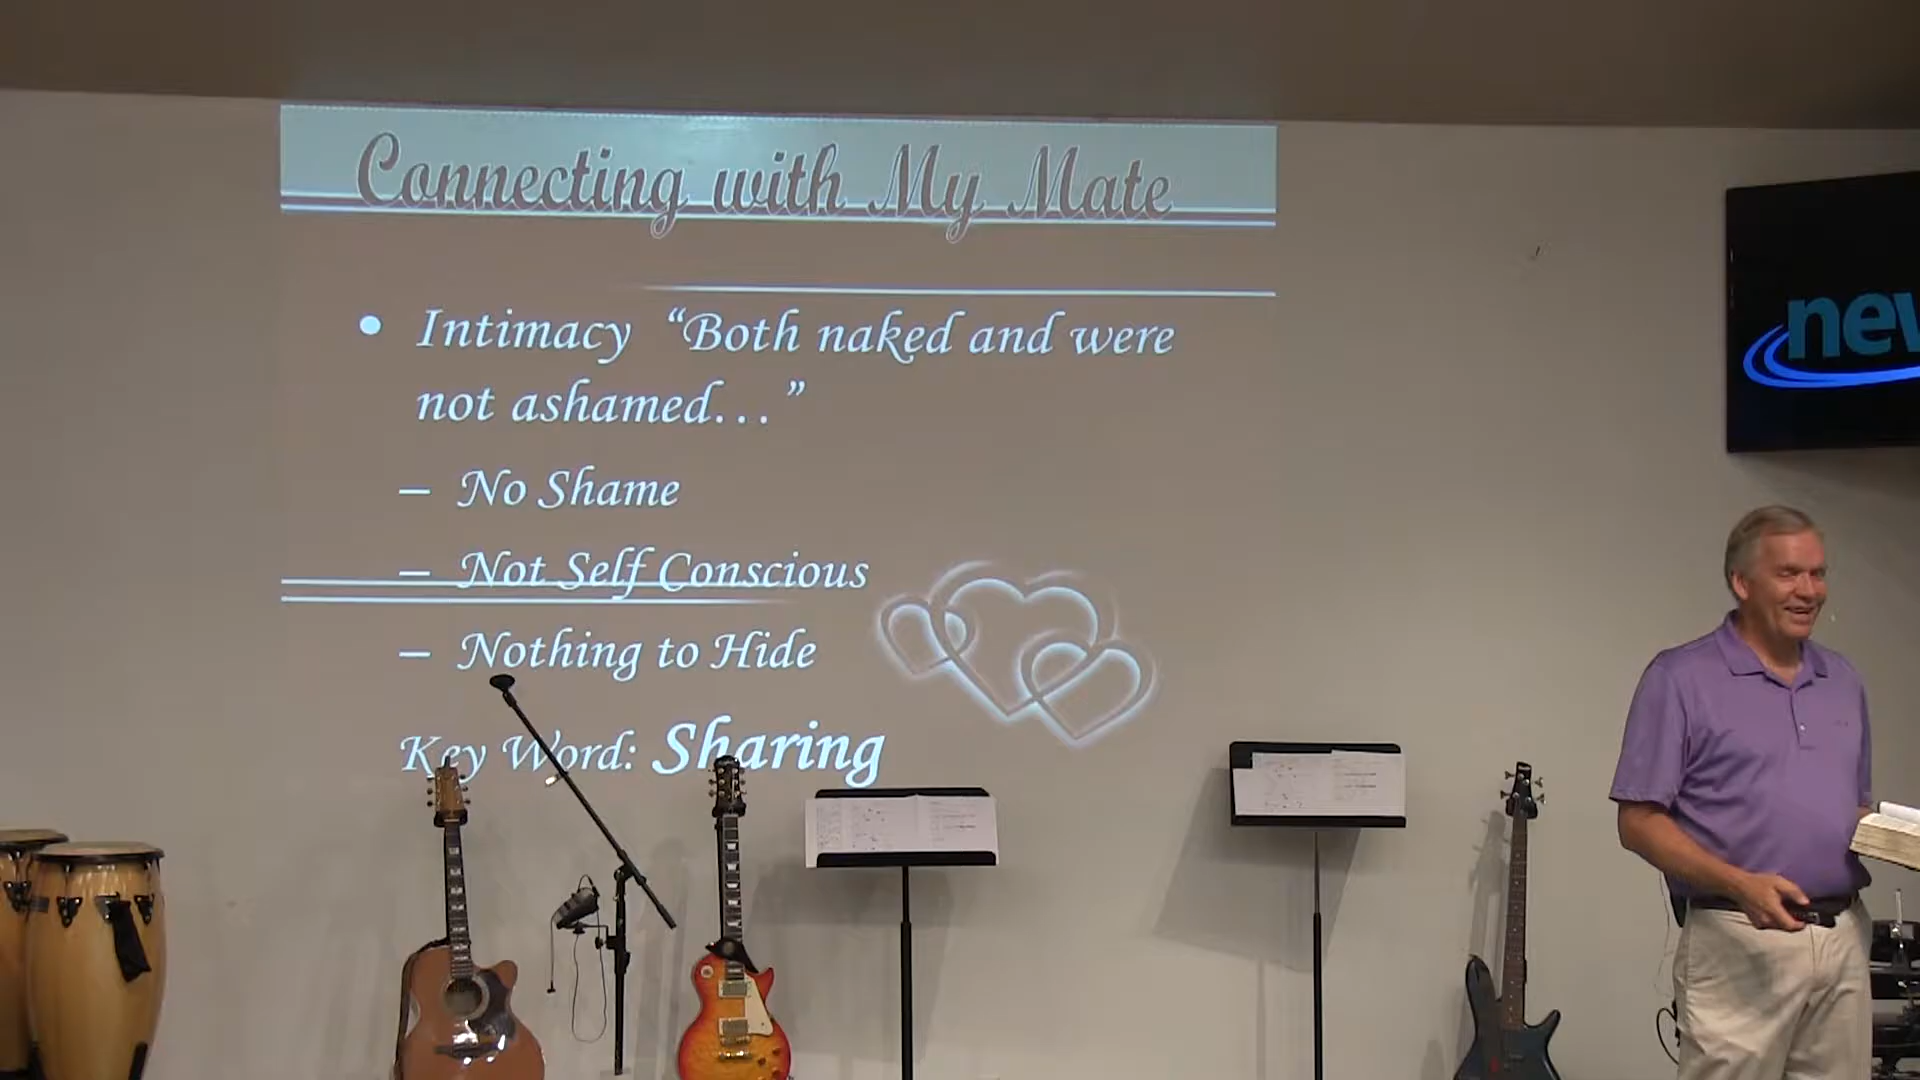 Connecting with My Mate
• Intimacy “Both naked and were
not ashamed…”
– No Shame
– Not Self Conscious
– Nothing to Hide
Key Word: Sharing